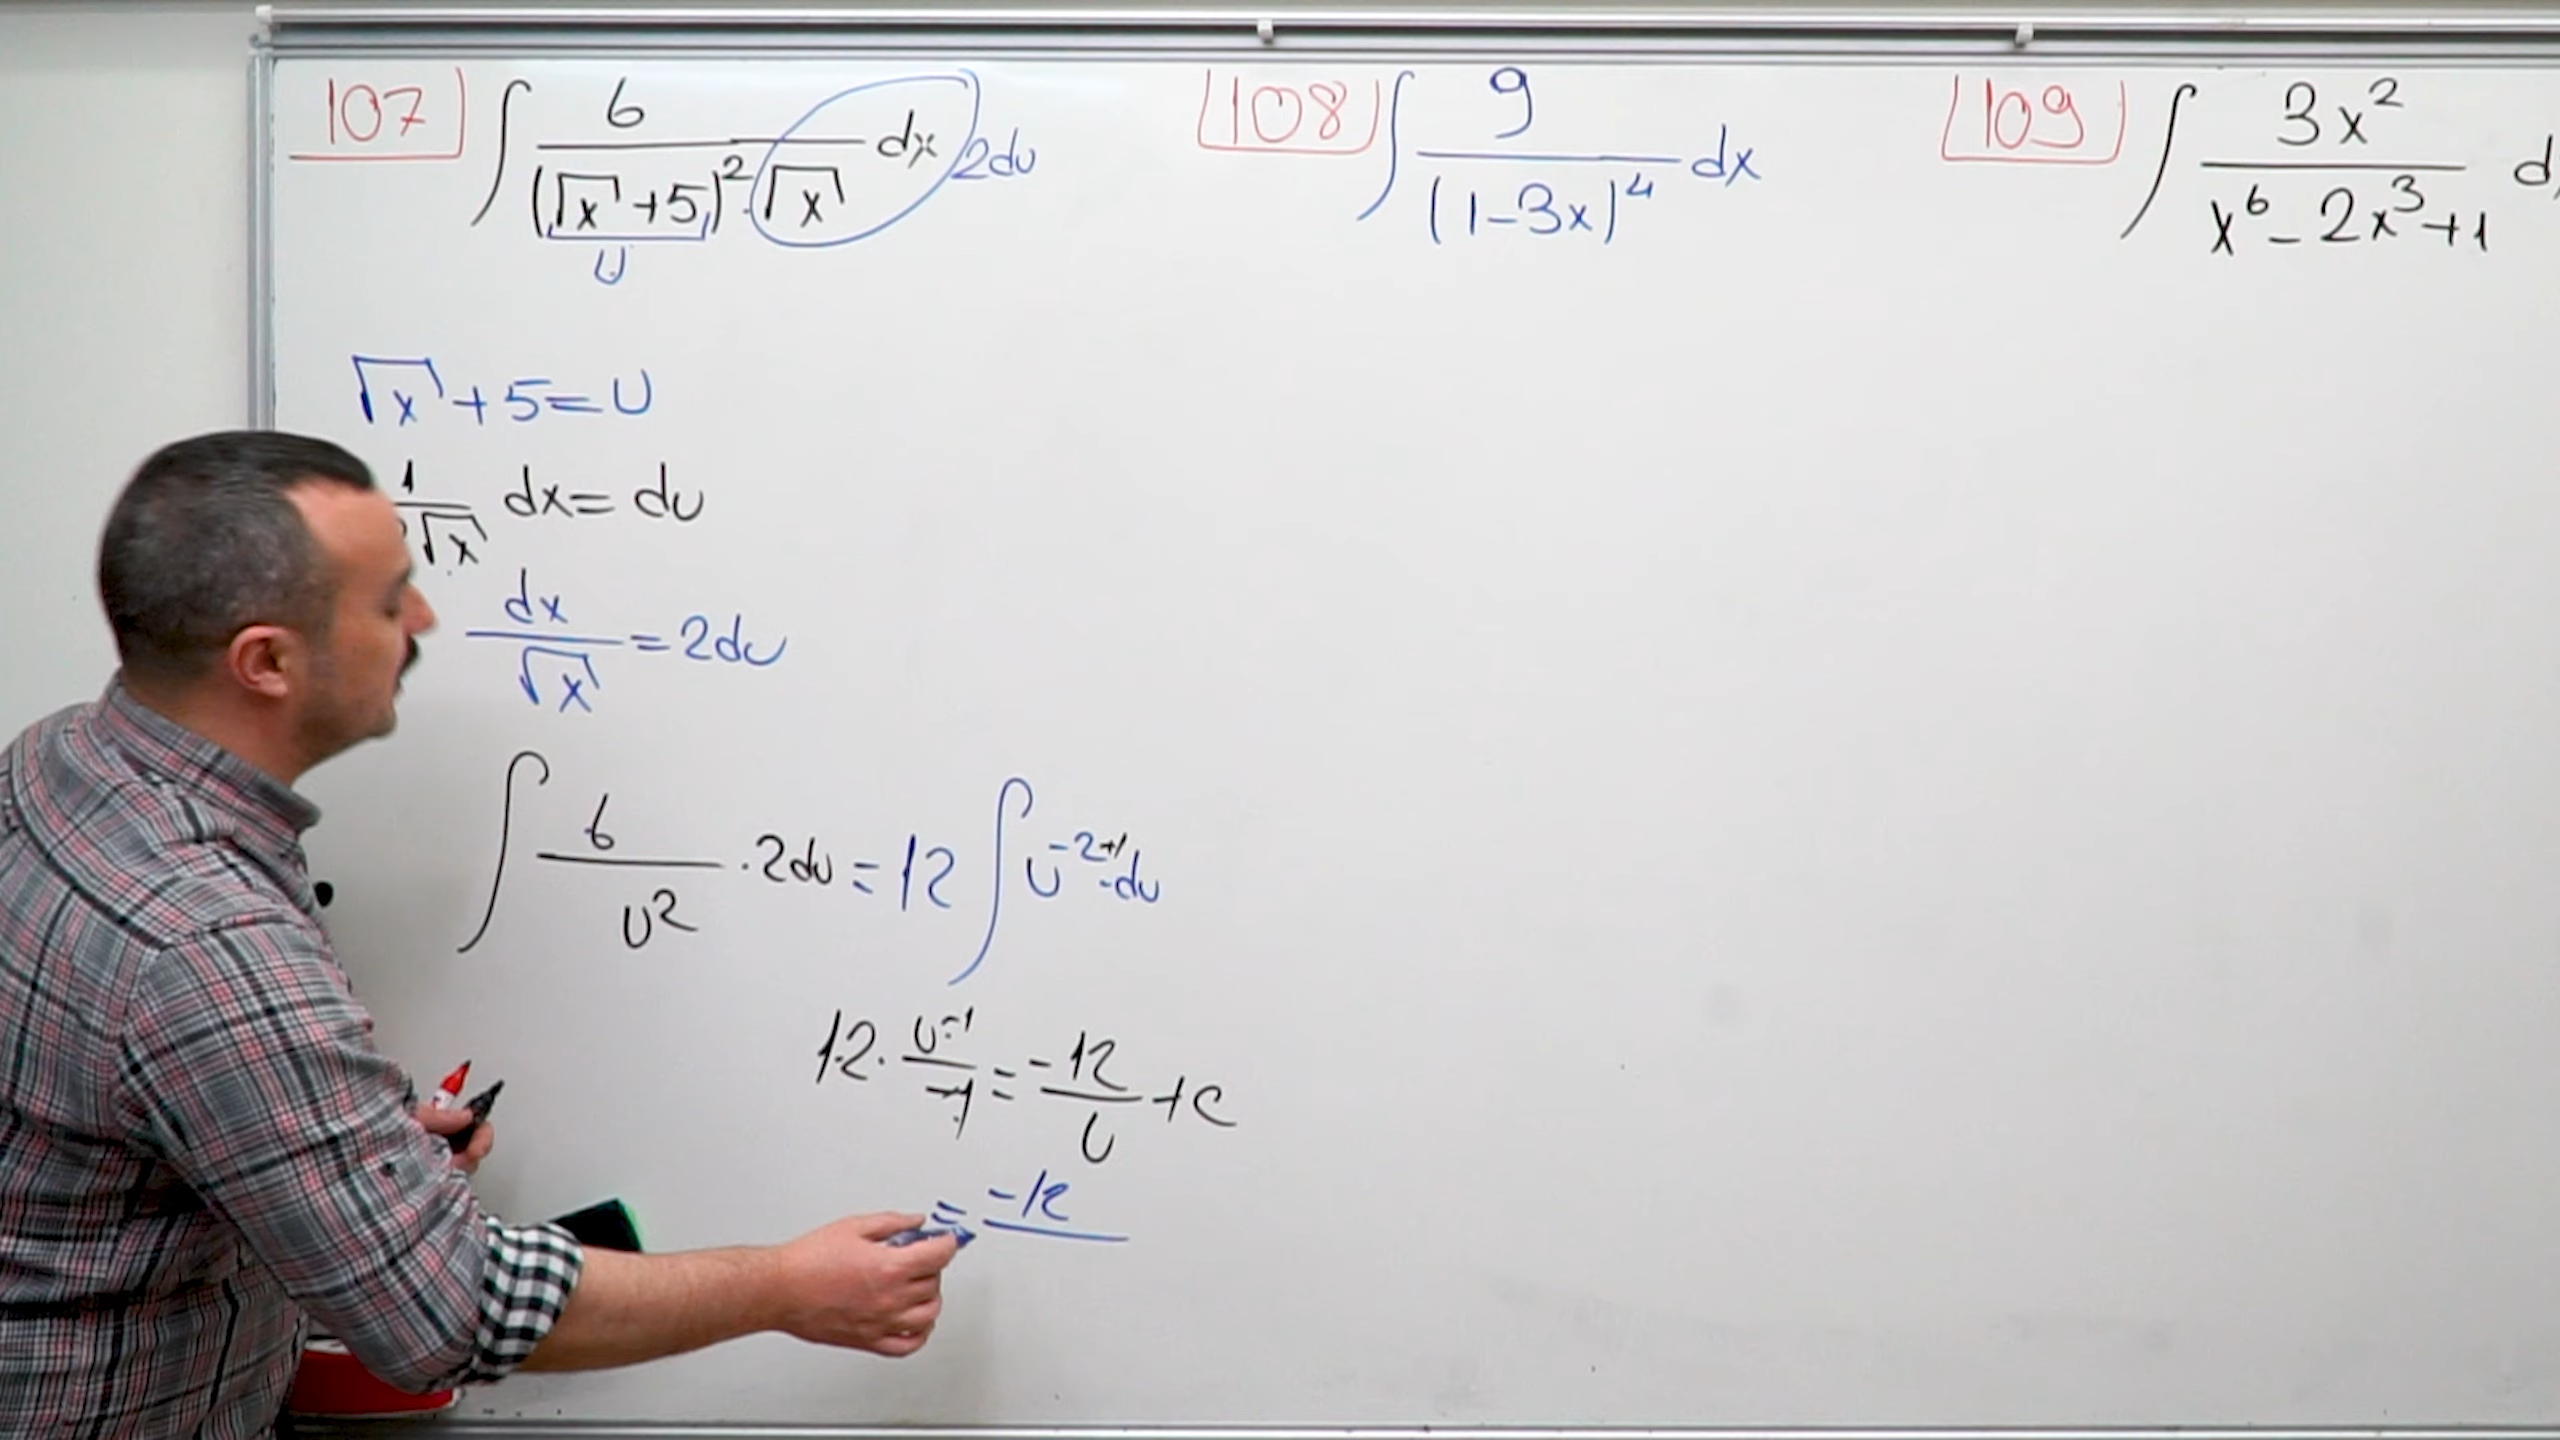 107 ∫ 6 / ((√x + 5)² · √x) dx 2du
U
√x + 5 = U
1 / √x dx = du
dx / √x = 2du
∫ 6 / u² · 2du = 12 ∫ u⁻²⁺¹ · du
12 · u⁻¹ / -1 = -12 / U + c
= -12
108 ∫ 9 / (1-3x)⁴ dx
109 ∫ 3x² / (x⁶ - 2x³ + 1) d